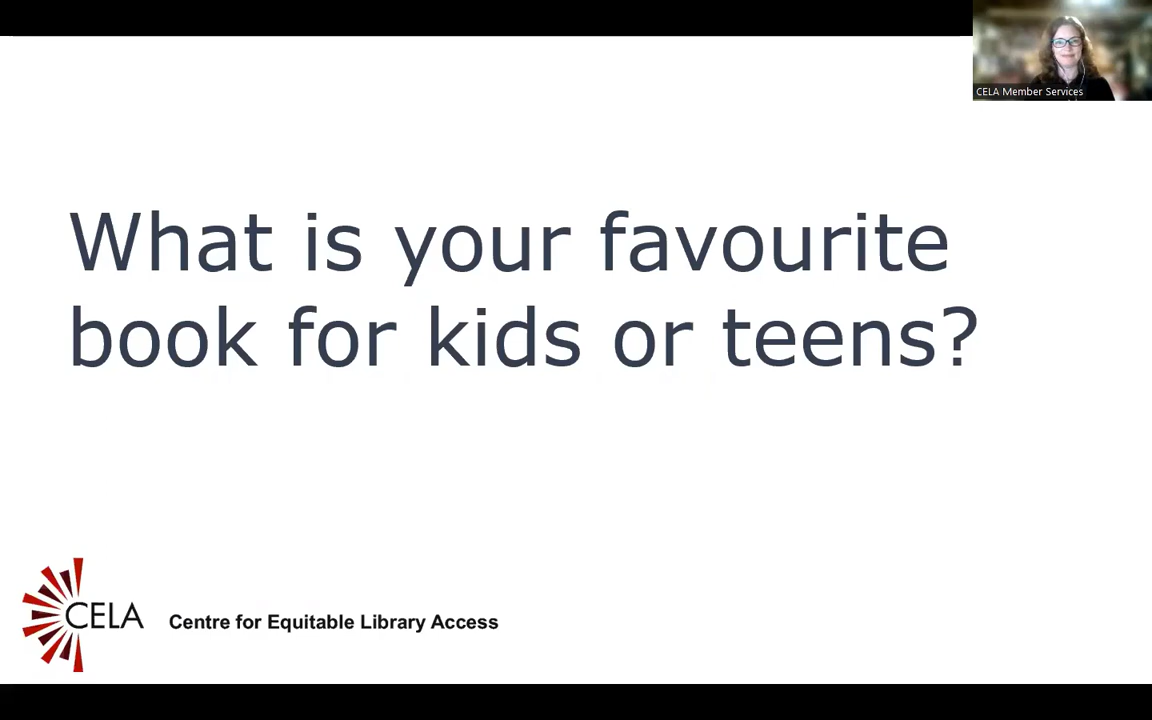 CELA Member Services
What is your favourite
book for kids or teens?
CELA
Centre for Equitable Library Access